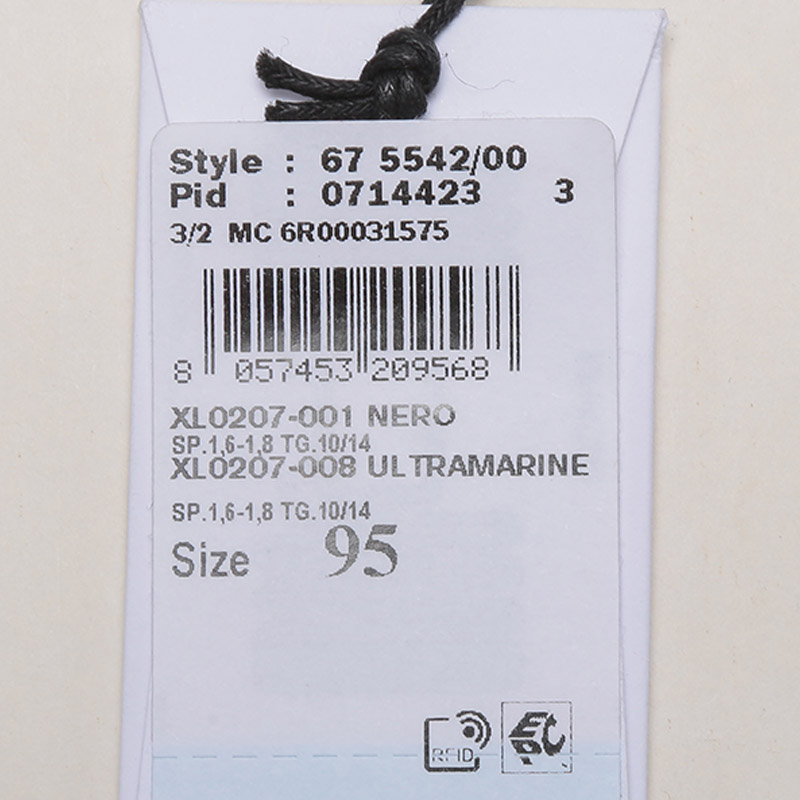 Style : 67 5542/00
Pid : 0714423 3
3/2 MC 6R00031575
8 057453 209568
XL0207-001 NERO
SP.1,6-1,8 TG.10/14
XL0207-008 ULTRAMARINE
SP.1,6-1,8 TG.10/14
Size 95
RFID
EPC